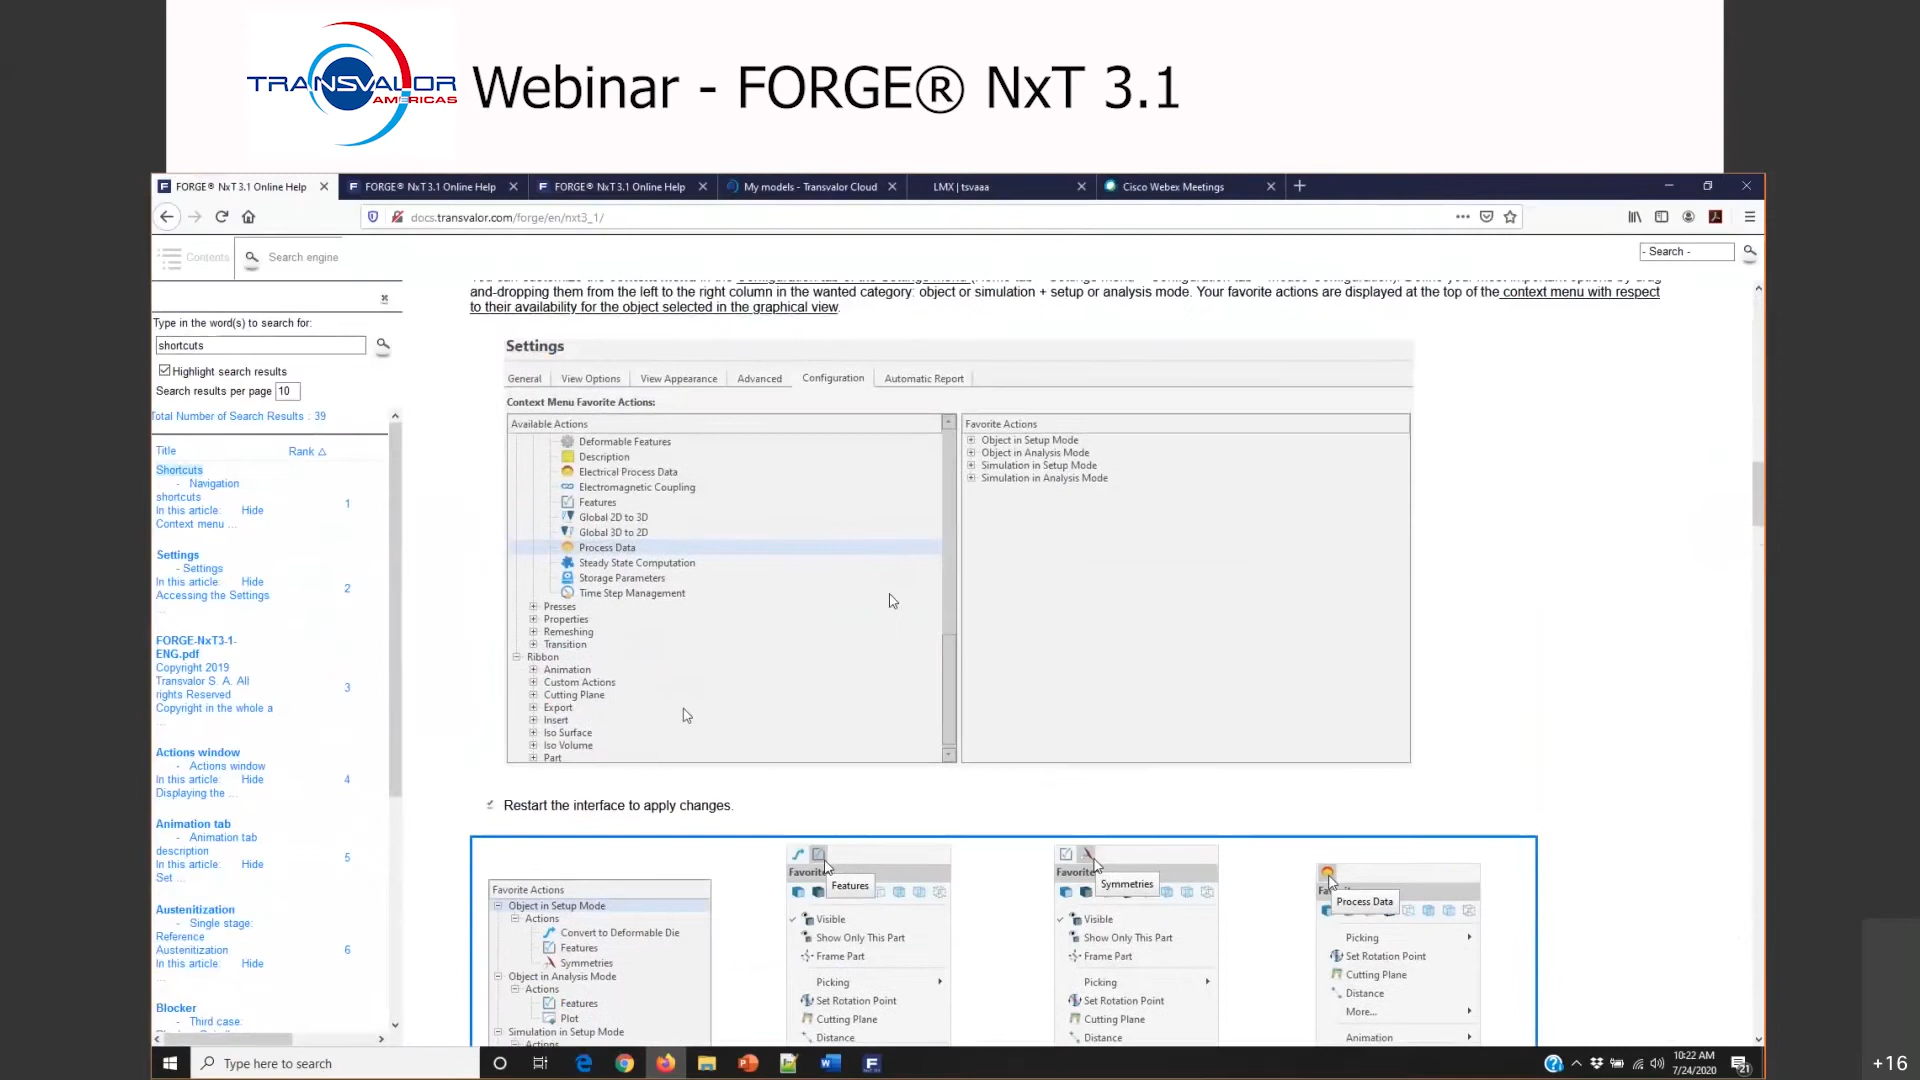 TRANSVALOR
AMERICAS
Webinar - FORGE® NxT 3.1
FORGE® NxT 3.1 Online Help
FORGE® NxT 3.1 Online Help
FORGE® NxT 3.1 Online Help
My models - Transvalor Cloud
LMX | tsvaaa
Cisco Webex Meetings
docs.transvalor.com/forge/en/nxt3_1/
Contents
Search engine
- Search -
and-dropping them from the left to the right column in the wanted category: object or simulation + setup or analysis mode. Your favorite actions are displayed at the top of the context menu with respect
to their availability for the object selected in the graphical view.
Type in the word(s) to search for:
shortcuts
Highlight search results
Search results per page 10
Total Number of Search Results : 39
Title Rank
Shortcuts
- Navigation
shortcuts
In this article: Hide
Context menu ...
1
Settings
- Settings
In this article: Hide
Accessing the Settings
...
2
FORGE-NxT3-1-
ENG.pdf
Copyright 2019
Transvalor S. A. All
rights Reserved
Copyright in the whole a
...
3
Actions window
- Actions window
In this article: Hide
Displaying the ...
4
Animation tab
- Animation tab
description
In this article: Hide
Set ...
5
Austenitization
- Single stage:
Reference
Austenitization
In this article: Hide
...
6
Blocker
- Third case:
Settings
General
View Options
View Appearance
Advanced
Configuration
Automatic Report
Context Menu Favorite Actions:
Available Actions
Deformable Features
Description
Electrical Process Data
Electromagnetic Coupling
Features
Global 2D to 3D
Global 3D to 2D
Process Data
Steady State Computation
Storage Parameters
Time Step Management
Presses
Properties
Remeshing
Transition
Ribbon
Animation
Custom Actions
Cutting Plane
Export
Insert
Iso Surface
Iso Volume
Part
Favorite Actions
Object in Setup Mode
Object in Analysis Mode
Simulation in Setup Mode
Simulation in Analysis Mode
Restart the interface to apply changes.
Favorite Actions
Object in Setup Mode
Actions
Convert to Deformable Die
Features
Symmetries
Object in Analysis Mode
Actions
Features
Plot
Simulation in Setup Mode
Actions
Features
Visible
Show Only This Part
Frame Part
Picking
Set Rotation Point
Cutting Plane
Distance
Symmetries
Visible
Show Only This Part
Frame Part
Picking
Set Rotation Point
Cutting Plane
Distance
Process Data
Picking
Set Rotation Point
Cutting Plane
Distance
More...
Animation
Type here to search
10:22 AM
7/24/2020
21
+16